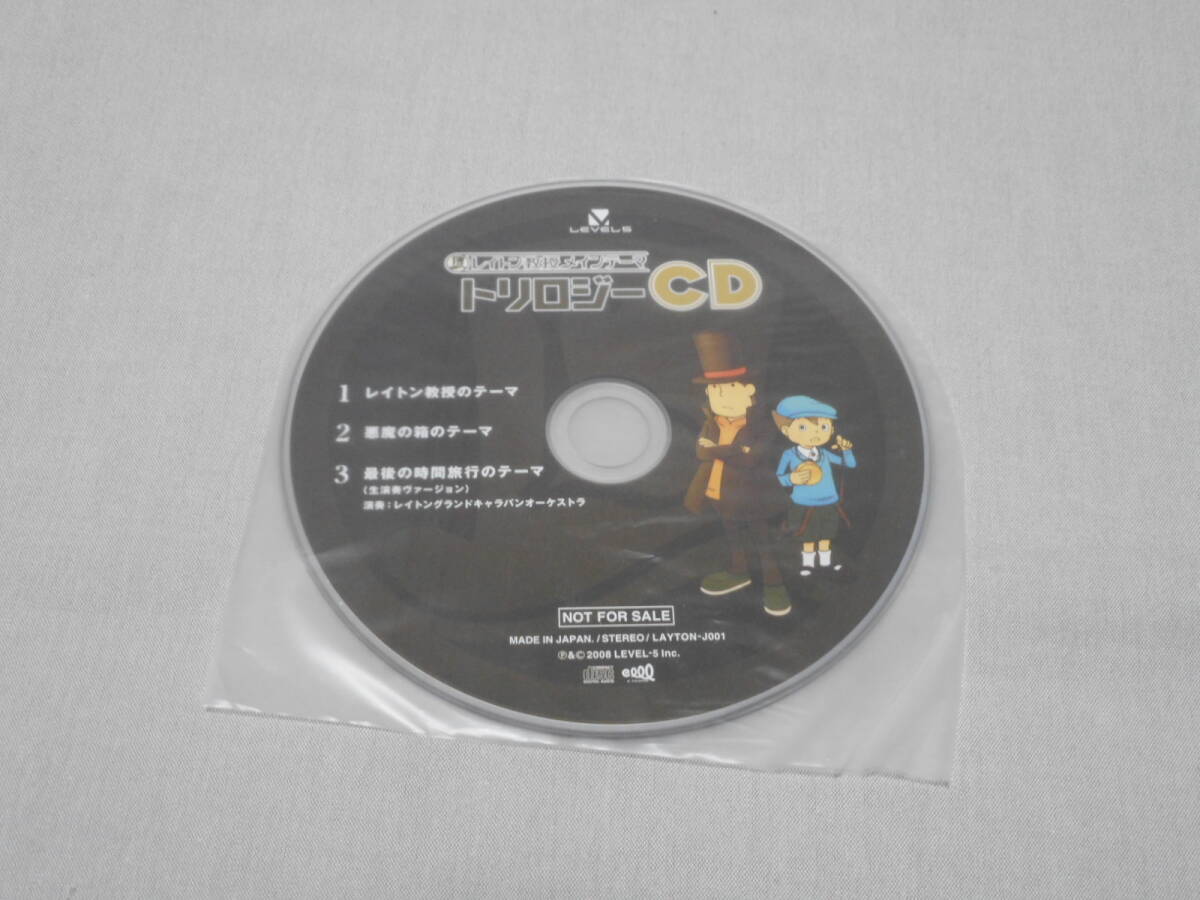 LEVEL5
レイトン教授メインテーマ
トリロジーCD
1 レイトン教授のテーマ
2 悪魔の箱のテーマ
3 最後の時間旅行のテーマ
(生演奏ヴァージョン)
演奏:レイトングランドキャラバンオーケストラ
NOT FOR SALE
MADE IN JAPAN./STEREO/LAYTON-J001
℗&©2008 LEVEL-5 Inc.
COMPACT disc DIGITAL AUDIO